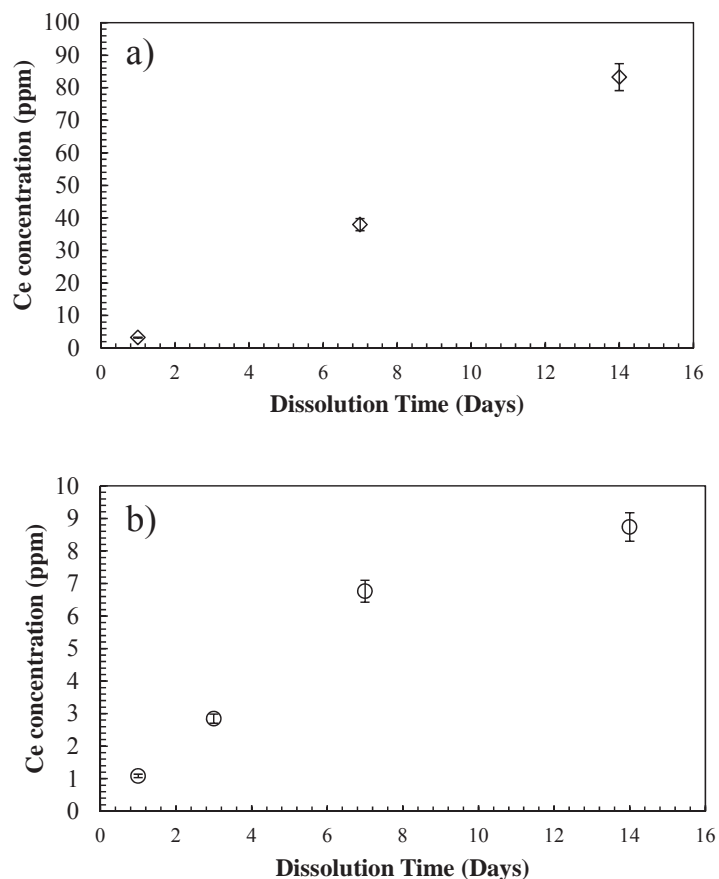 a)
Ce concentration (ppm)
100
90
80
70
60
50
40
30
20
10
0
0 2 4 6 8 10 12 14 16
Dissolution Time (Days)
b)
Ce concentration (ppm)
10
9
8
7
6
5
4
3
2
1
0
0 2 4 6 8 10 12 14 16
Dissolution Time (Days)